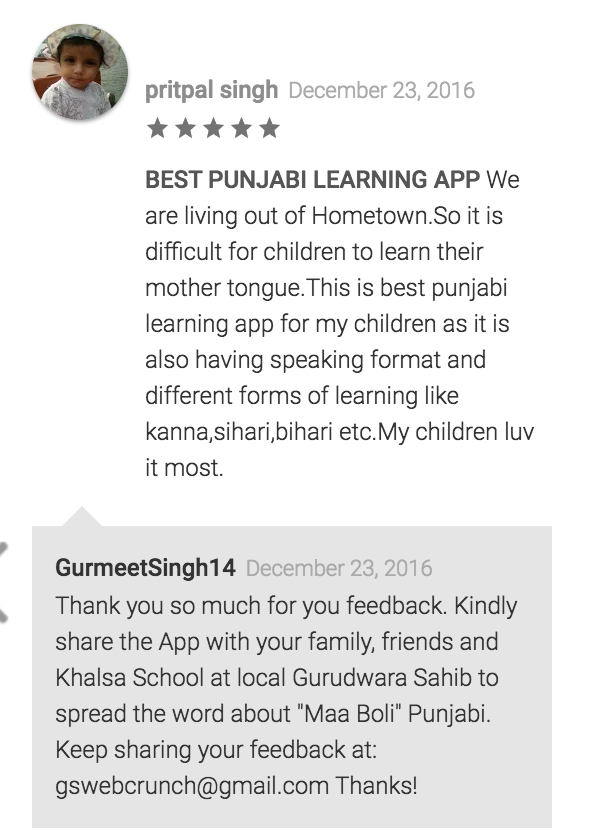 pritpal singh December 23, 2016
BEST PUNJABI LEARNING APP We
are living out of Hometown.So it is
difficult for children to learn their
mother tongue.This is best punjabi
learning app for my children as it is
also having speaking format and
different forms of learning like
kanna,sihari,bihari etc.My children luv
it most.
GurmeetSingh14 December 23, 2016
Thank you so much for you feedback. Kindly
share the App with your family, friends and
Khalsa School at local Gurudwara Sahib to
spread the word about "Maa Boli" Punjabi.
Keep sharing your feedback at:
gswebcrunch@gmail.com Thanks!